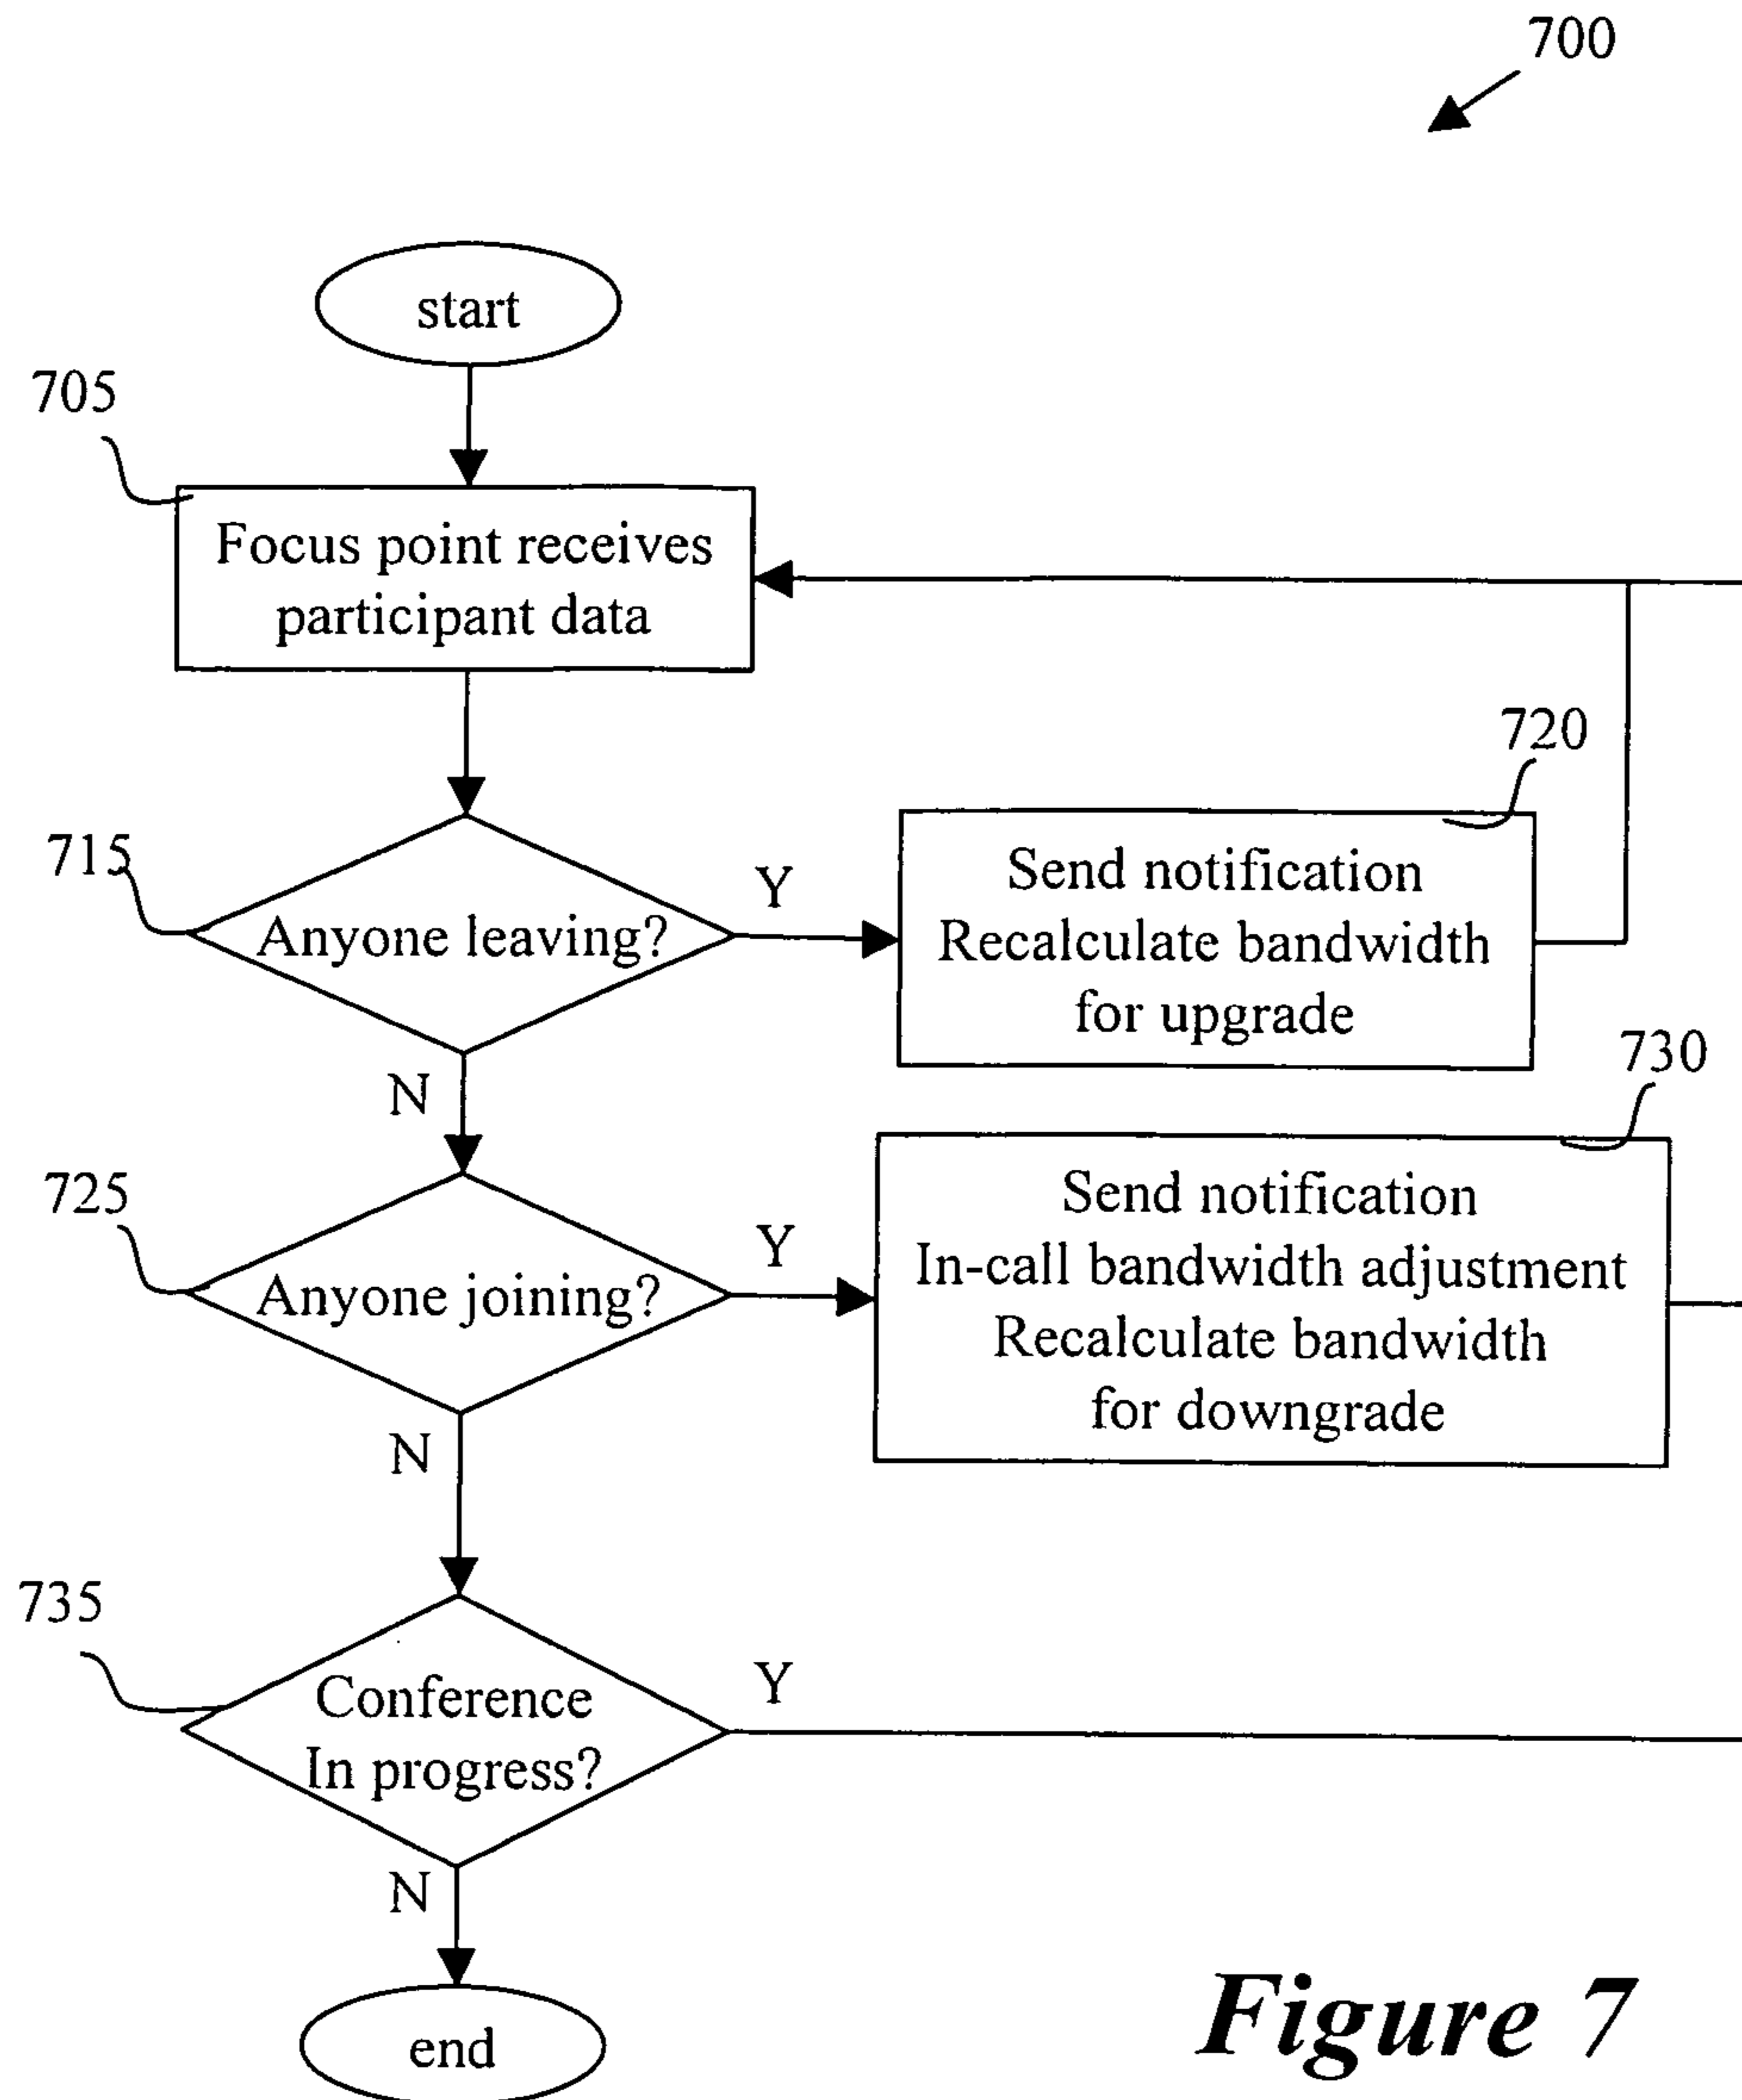 700
start
705
Focus point receives
participant data
720
715
Y
Send notification
Anyone leaving?
Recalculate bandwidth
for upgrade
730
N
725
Y
Send notification
Anyone joining?
In-call bandwidth adjustment
Recalculate bandwidth
for downgrade
N
735
Y
Conference
In progress?
N
end
Figure 7